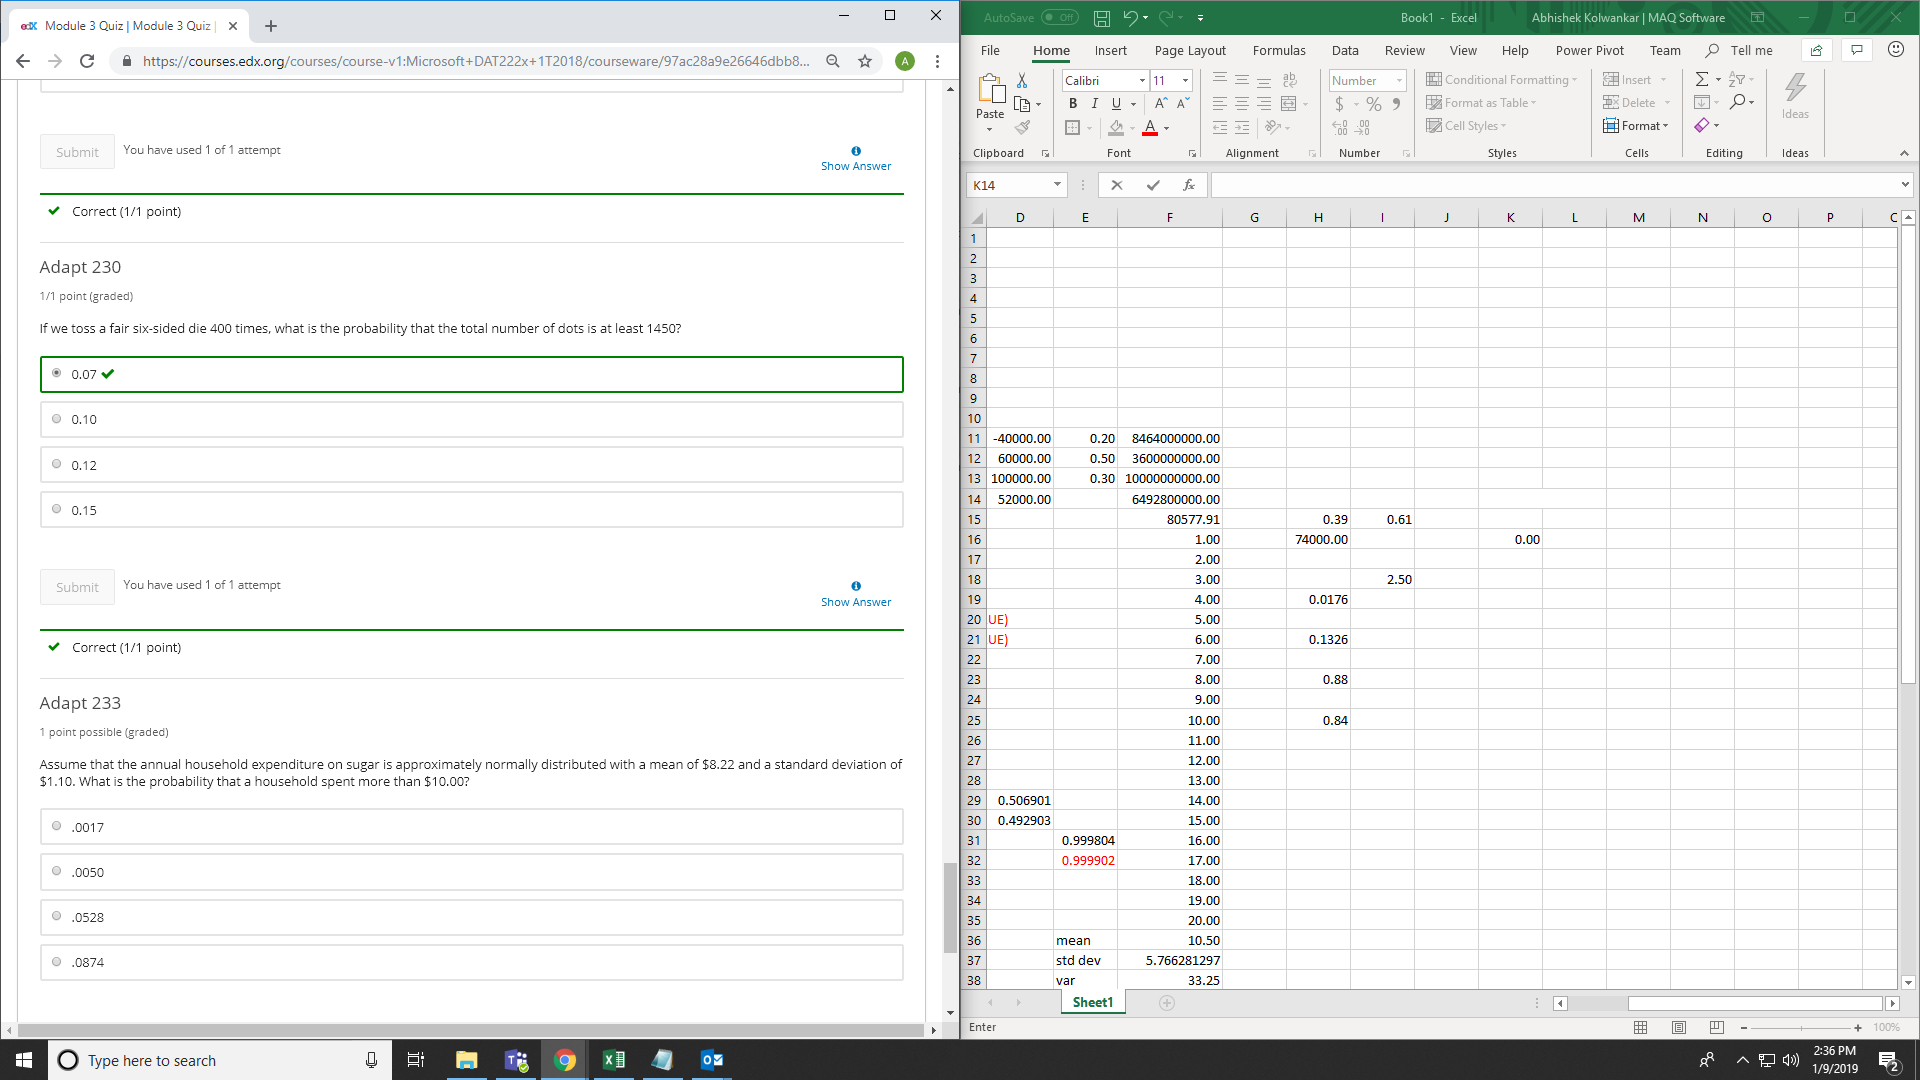 edX Module 3 Quiz | Module 3 Quiz |
https://courses.edx.org/courses/course-v1:Microsoft+DAT222x+1T2018/courseware/97ac28a9e26646dbb8...
A
Submit
You have used 1 of 1 attempt
Show Answer
Correct (1/1 point)
Adapt 230
1/1 point (graded)
If we toss a fair six-sided die 400 times, what is the probability that the total number of dots is at least 1450?
0.07
0.10
0.12
0.15
Submit
You have used 1 of 1 attempt
Show Answer
Correct (1/1 point)
Adapt 233
1 point possible (graded)
Assume that the annual household expenditure on sugar is approximately normally distributed with a mean of $8.22 and a standard deviation of
$1.10. What is the probability that a household spent more than $10.00?
.0017
.0050
.0528
.0874
AutoSave Off
Book1 - Excel
Abhishek Kolwankar | MAQ Software
File Home Insert Page Layout Formulas Data Review View Help Power Pivot Team Tell me
Paste
Clipboard
Calibri 11
B I U A A A
Font
ab
Alignment
Number
$ % 9
Number
Conditional Formatting
Format as Table
Cell Styles
Styles
Insert
Delete
Format
Cells
Editing
Ideas
Ideas
K14
fx
D E F G H I J K L M N O P
1
2
3
4
5
6
7
8
9
10
11 -40000.00 0.20 8464000000.00
12 60000.00 0.50 3600000000.00
13 100000.00 0.30 10000000000.00
14 52000.00 6492800000.00
15 80577.91 0.39 0.61
16 1.00 74000.00 0.00
17 2.00
18 3.00 2.50
19 4.00 0.0176
20 UE) 5.00
21 UE) 6.00 0.1326
22 7.00
23 8.00 0.88
24 9.00
25 10.00 0.84
26 11.00
27 12.00
28 13.00
29 0.506901 14.00
30 0.492903 15.00
31 0.999804 16.00
32 0.999902 17.00
33 18.00
34 19.00
35 20.00
36 mean 10.50
37 std dev 5.766281297
38 var 33.25
Sheet1
Enter
100%
Type here to search
2:36 PM
1/9/2019
2